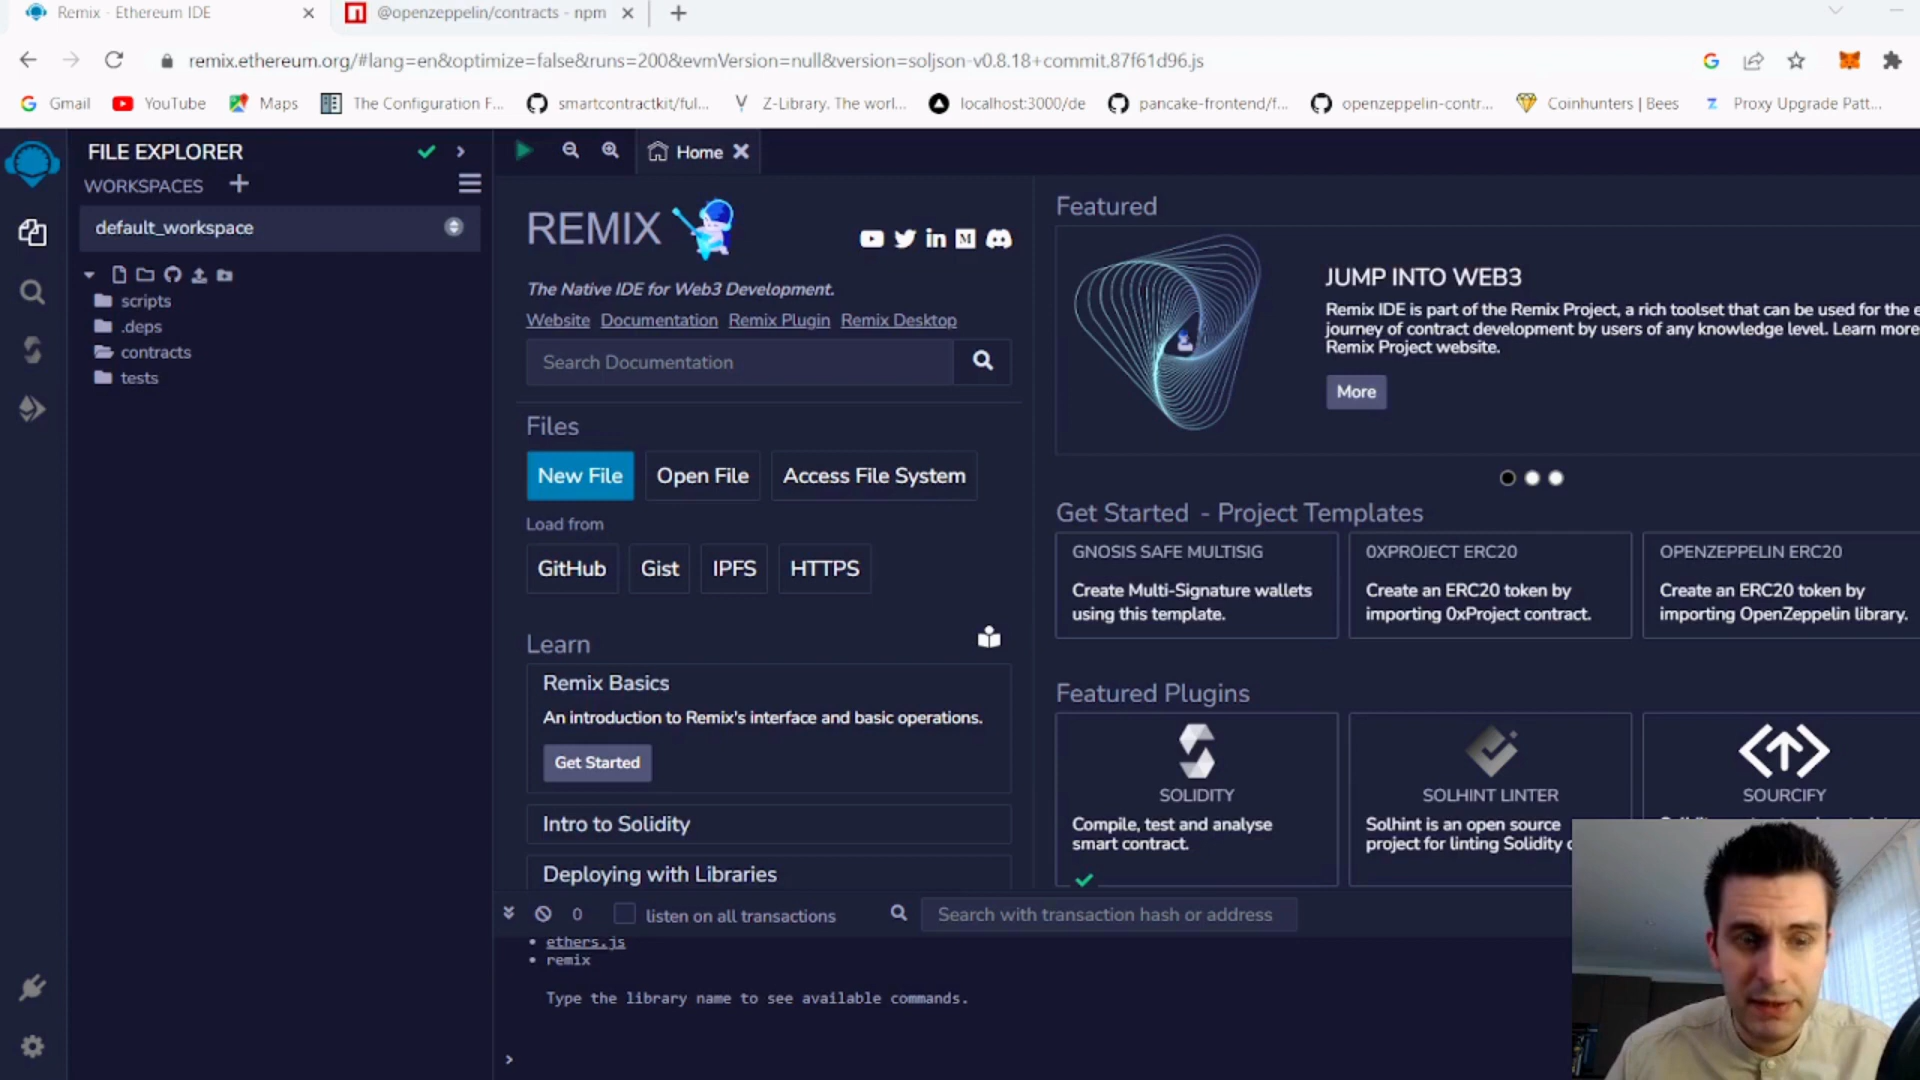 Remix - Ethereum IDE
@openzeppelin/contracts - npm
remix.ethereum.org/#lang=en&optimize=false&runs=200&evmVersion=null&version=soljson-v0.8.18+commit.87f61d96.js
Gmail
YouTube
Maps
The Configuration F...
smartcontractkit/ful...
Z-Library. The worl...
localhost:3000/de
pancake-frontend/f...
openzeppelin-contr...
Coinhunters | Bees
Proxy Upgrade Patt...
FILE EXPLORER
WORKSPACES
default_workspace
scripts
.deps
contracts
tests
Home
REMIX
The Native IDE for Web3 Development.
Website Documentation Remix Plugin Remix Desktop
Search Documentation
Files
New File
Open File
Access File System
Load from
GitHub
Gist
IPFS
HTTPS
Learn
Remix Basics
An introduction to Remix's interface and basic operations.
Get Started
Intro to Solidity
Deploying with Libraries
Featured
JUMP INTO WEB3
Remix IDE is part of the Remix Project, a rich toolset that can be used for the e
journey of contract development by users of any knowledge level. Learn more
Remix Project website.
More
Get Started - Project Templates
GNOSIS SAFE MULTISIG
Create Multi-Signature wallets
using this template.
0XPROJECT ERC20
Create an ERC20 token by
importing 0xProject contract.
OPENZEPPELIN ERC20
Create an ERC20 token by
importing OpenZeppelin library.
Featured Plugins
SOLIDITY
Compile, test and analyse
smart contract.
SOLHINT LINTER
Solhint is an open source
project for linting Solidity
SOURCIFY
0
listen on all transactions
Search with transaction hash or address
• ethers.js
• remix
Type the library name to see available commands.
>